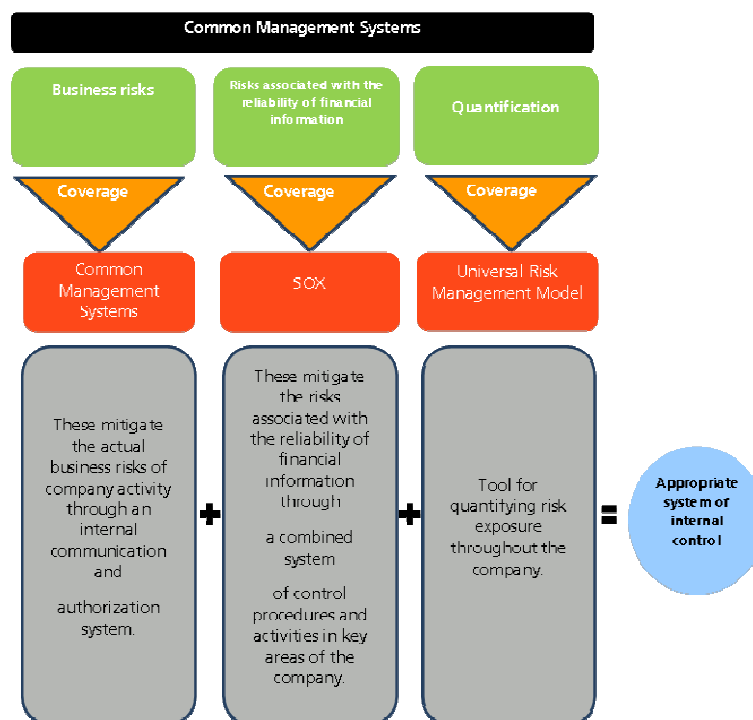 Common Management Systems
Business risks
Risks associated with the
reliability of financial
information
Quantification
Coverage
Coverage
Coverage
Common
Management
Systems
SOX
Universal Risk
Management Model
These mitigate
the actual
business risks of
company activity
through an
internal
communication
and
authorization
system.
+
These mitigate
the risks
associated with
the reliability of
financial
information
through
a combined
system
of control
procedures and
activities in key
areas of the
company.
+
Tool for
quantifying risk
exposure
throughout the
company.
=
Appropriate
system of
internal
control